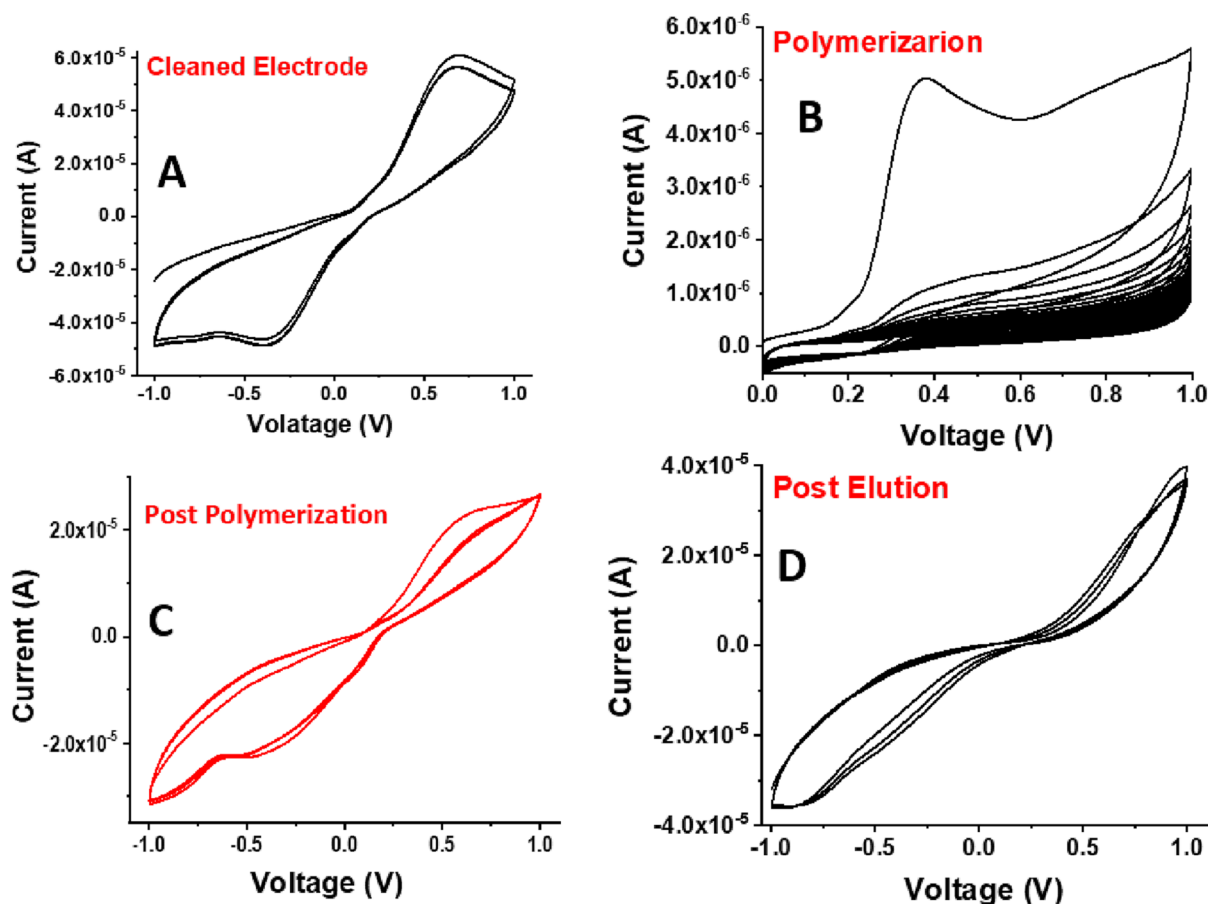 Cleaned Electrode
A
Current (A)
6.0x10⁻⁵
4.0x10⁻⁵
2.0x10⁻⁵
0.0
-2.0x10⁻⁵
-4.0x10⁻⁵
-6.0x10⁻⁵
-1.0 -0.5 0.0 0.5 1.0
Volatage (V)
Polymerizarion
B
Current (A)
6.0x10⁻⁶
5.0x10⁻⁶
4.0x10⁻⁶
3.0x10⁻⁶
2.0x10⁻⁶
1.0x10⁻⁶
0.0
0.0 0.2 0.4 0.6 0.8 1.0
Voltage (V)
Post Polymerization
C
Current (A)
2.0x10⁻⁵
0.0
-2.0x10⁻⁵
-1.0 -0.5 0.0 0.5 1.0
Voltage (V)
Post Elution
D
Current (A)
4.0x10⁻⁵
2.0x10⁻⁵
0.0
-2.0x10⁻⁵
-4.0x10⁻⁵
-1.0 -0.5 0.0 0.5 1.0
Voltage (V)